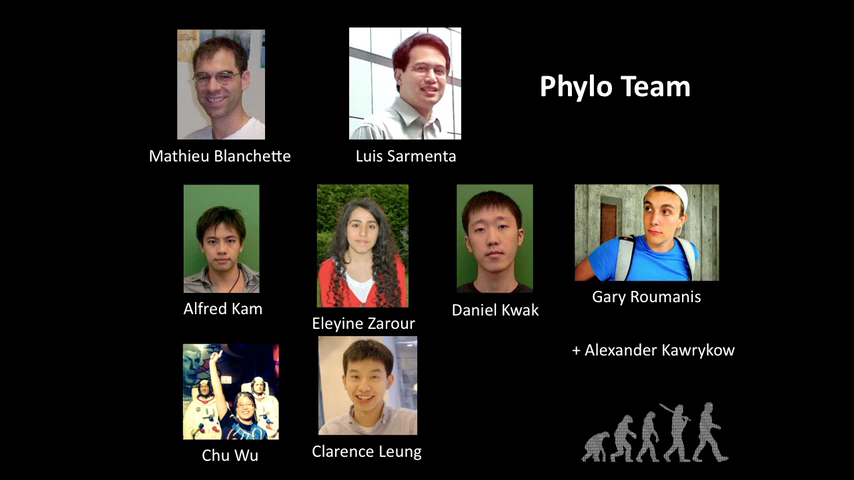 Phylo Team
Mathieu Blanchette
Luis Sarmenta
Alfred Kam
Eleyine Zarour
Daniel Kwak
Gary Roumanis
+ Alexander Kawrykow
Chu Wu
Clarence Leung